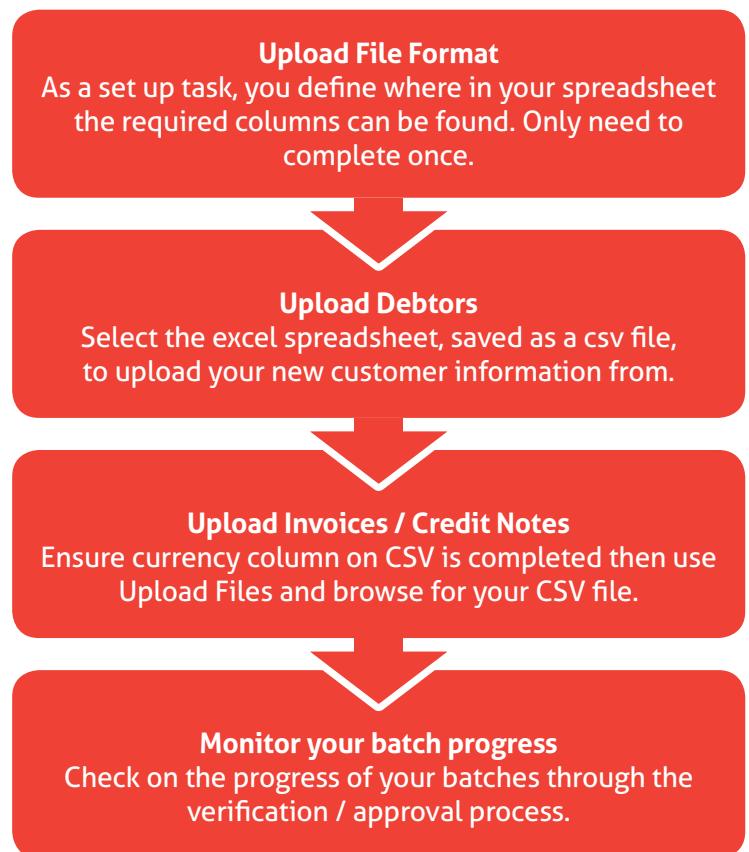 Upload File Format
As a set up task, you define where in your spreadsheet
the required columns can be found. Only need to
complete once.
Upload Debtors
Select the excel spreadsheet, saved as a csv file,
to upload your new customer information from.
Upload Invoices / Credit Notes
Ensure currency column on CSV is completed then use
Upload Files and browse for your CSV file.
Monitor your batch progress
Check on the progress of your batches through the
verification / approval process.